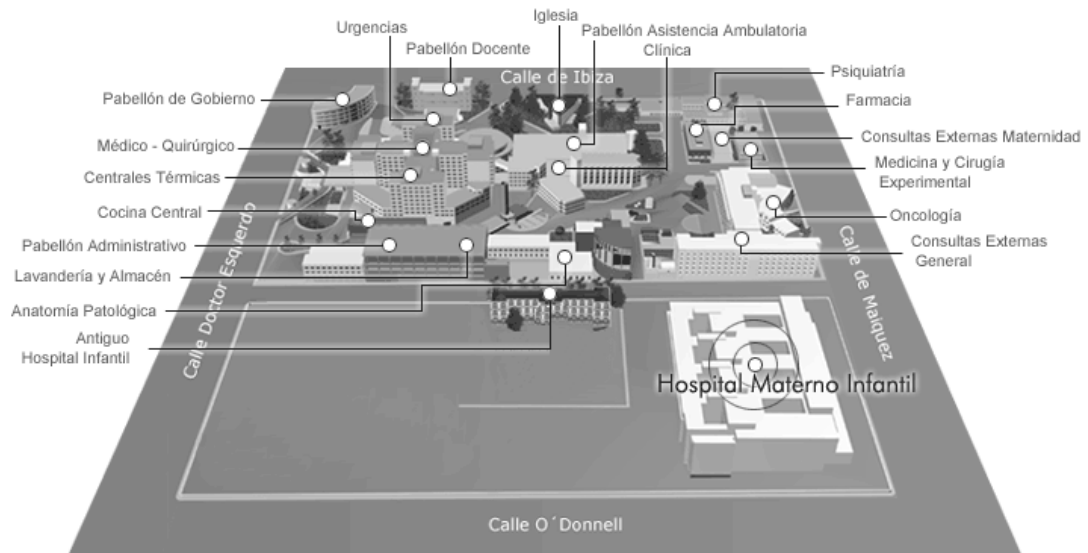 Iglesia
Urgencias
Pabellón Asistencia Ambulatoria
Clínica
Pabellón Docente
Calle de Ibiza
Psiquiatría
Pabellón de Gobierno
Farmacia
Médico - Quirúrgico
Consultas Externas Maternidad
Centrales Térmicas
Medicina y Cirugía
Experimental
Cocina Central
Oncología
Pabellón Administrativo
Consultas Externas
General
Lavandería y Almacén
Calle Doctor Esquerdo
Calle de Maiquez
Anatomía Patológica
Antiguo
Hospital Infantil
Hospital Materno Infantil
Calle O´Donnell